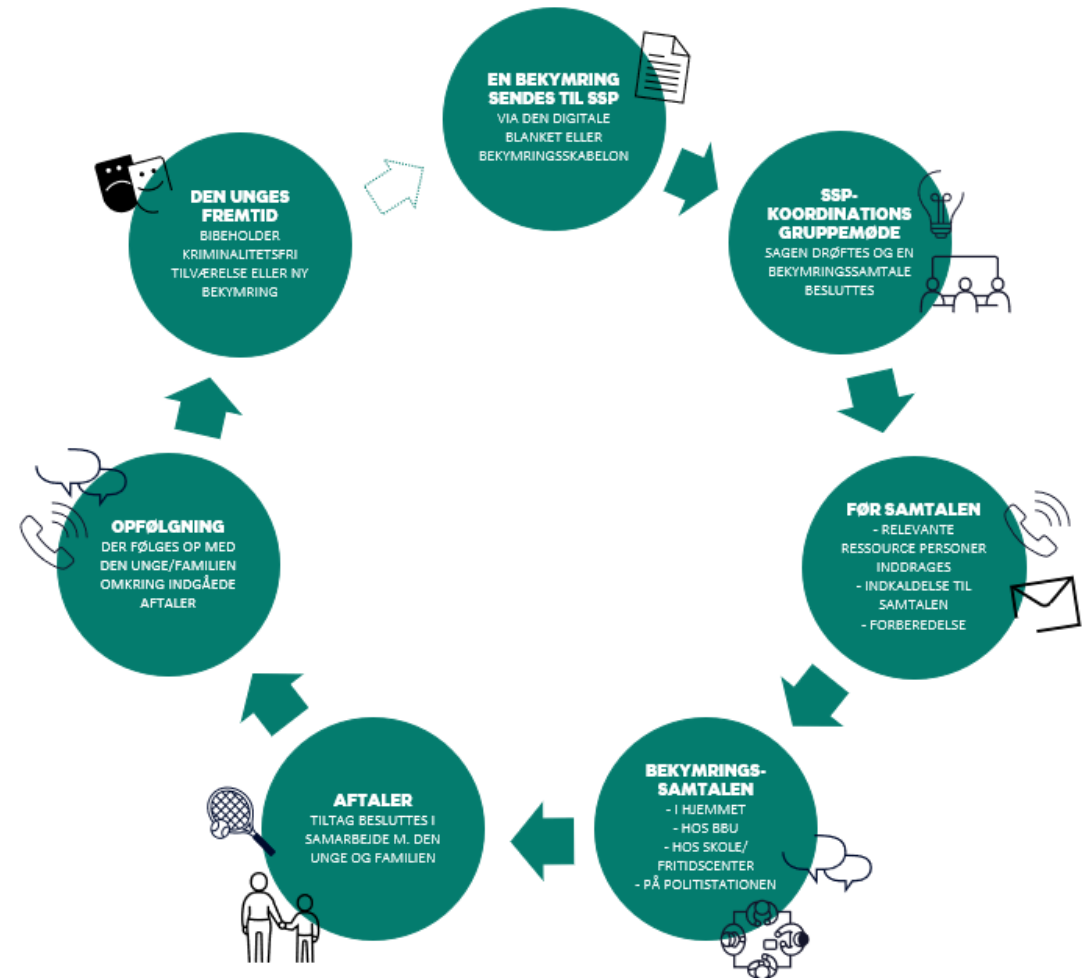 EN BEKYMRING
SENDES TIL SSP
VIA DEN DIGITALE
BLANKET ELLER
BEKYMRINGSSKABELON
SSP-
KOORDINATIONS
GRUPPEMØDE
SAGEN DRØFTES OG EN
BEKYMRINGSSAMTALE
BESLUTTES
FØR SAMTALEN
- RELEVANTE
RESSOURCE PERSONER
INDDRAGES
- INDKALDELSE TIL
SAMTALEN
- FORBEREDELSE
BEKYMRINGS-
SAMTALEN
- I HJEMMET
- HOS BBU
- HOS SKOLE/
FRITIDSCENTER
- PÅ POLITISTATIONEN
AFTALER
TILTAG BESLUTTES I
SAMARBEJDE M. DEN
UNGE OG FAMILIEN
OPFØLGNING
DER FØLGES OP MED
DEN UNGE/FAMILIEN
OMKRING INDGÅEDE
AFTALER
DEN UNGES
FREMTID
BIBEHOLDER
KRIMINALITETSFRI
TILVÆRELSE ELLER NY
BEKYMRING